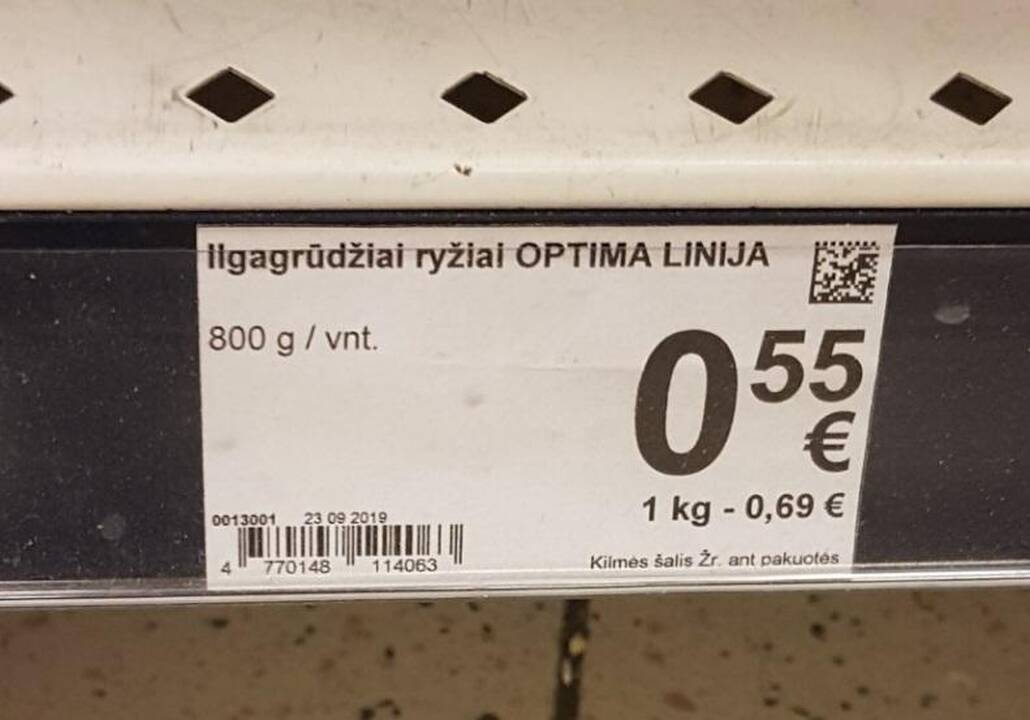 Ilgagrūdžiai ryžiai OPTIMA LINIJA
800 g / vnt.
0 55
€
1 kg - 0,69 €
0013001 23 09 2019
4 770148 114063
Kilmės šalis Žr. ant pakuotės